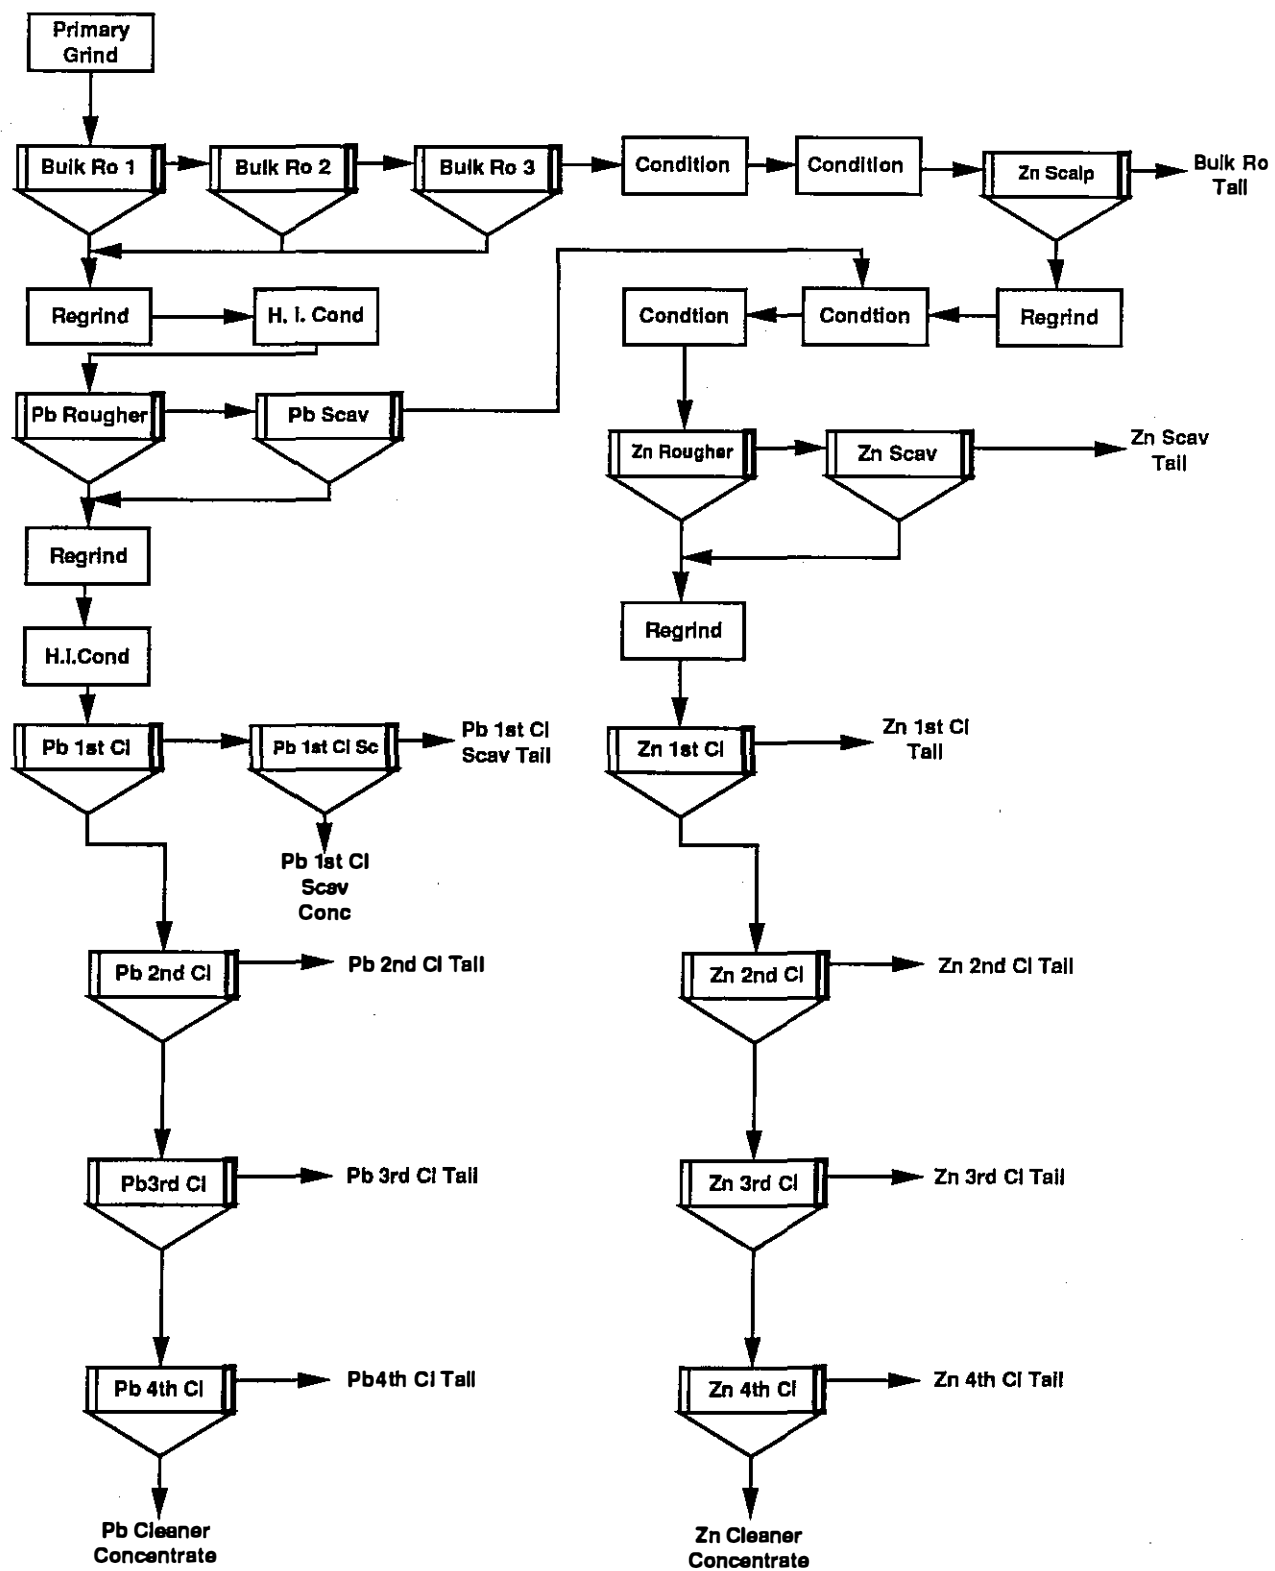 Primary
Grind
Bulk Ro 1
Bulk Ro 2
Bulk Ro 3
Condition
Condition
Zn Scalp
Bulk Ro
Tail
Regrind
H. I. Cond
Condtion
Condtion
Regrind
Pb Rougher
Pb Scav
Zn Rougher
Zn Scav
Zn Scav
Tail
Regrind
H.I.Cond
Regrind
Pb 1st Cl
Pb 1st Cl Sc
Pb 1st Cl
Scav Tail
Zn 1st Cl
Zn 1st Cl
Tail
Pb 1st Cl
Scav
Conc
Pb 2nd Cl
Pb 2nd Cl Tail
Zn 2nd Cl
Zn 2nd Cl Tail
Pb3rd Cl
Pb 3rd Cl Tail
Zn 3rd Cl
Zn 3rd Cl Tail
Pb 4th Cl
Pb4th Cl Tail
Zn 4th Cl
Zn 4th Cl Tail
Pb Cleaner
Concentrate
Zn Cleaner
Concentrate